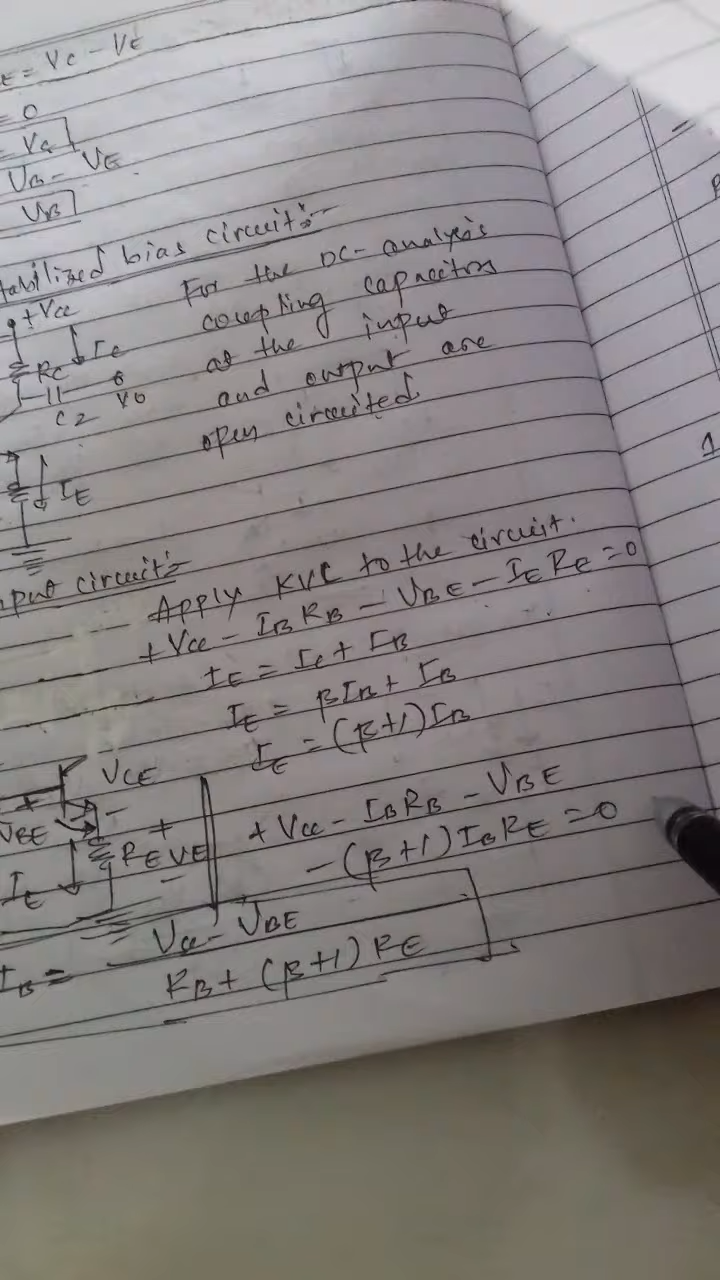 E = VC - VE
= 0
= VC
VB - VE
VB
tabilized bias circuit:-
+VCC
IC
RC
C2 VO
IE
For the DC-analysis
coupling capacitors
at the input
and output are
open circuited.
nput circuit:-
Apply KVL to the circuit.
+VCC - IBRB - VBE - IERE = 0
IE = IC + IB
IE = βIB + IB
IE = (β+1)IB
VCE
+ -
VBE
+
RE VE
IE
-
+VCC - IBRB - VBE
- (β+1)IBRE = 0
IB = VCC - VBE
RB + (β+1) RE
1